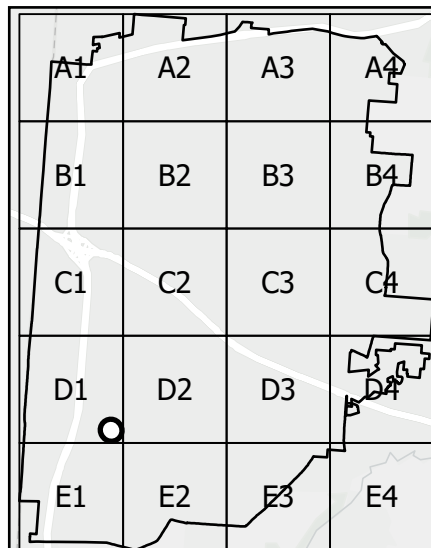 A1 A2 A3 A4
B1 B2 B3 B4
C1 C2 C3 C4
D1 D2 D3 D4
E1 E2 E3 E4